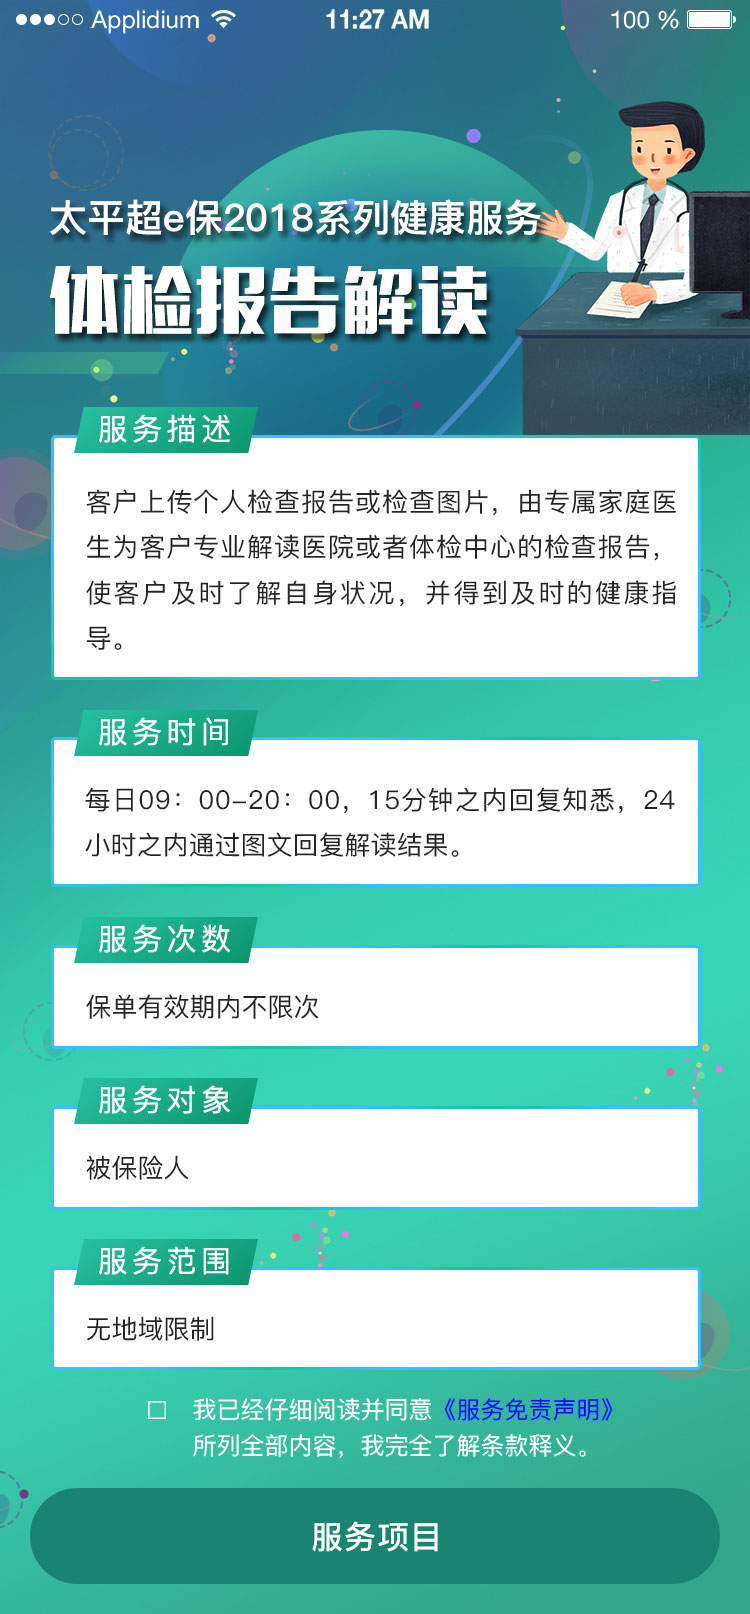 Applidium 11:27 AM 100 %
太平超e保2018系列健康服务
体检报告解读
服务描述
客户上传个人检查报告或检查图片，由专属家庭医
生为客户专业解读医院或者体检中心的检查报告，
使客户及时了解自身状况，并得到及时的健康指
导。
服务时间
每日09：00-20：00，15分钟之内回复知悉，24
小时之内通过图文回复解读结果。
服务次数
保单有效期内不限次
服务对象
被保险人
服务范围
无地域限制
我已经仔细阅读并同意《服务免责声明》
所列全部内容，我完全了解条款释义。
服务项目